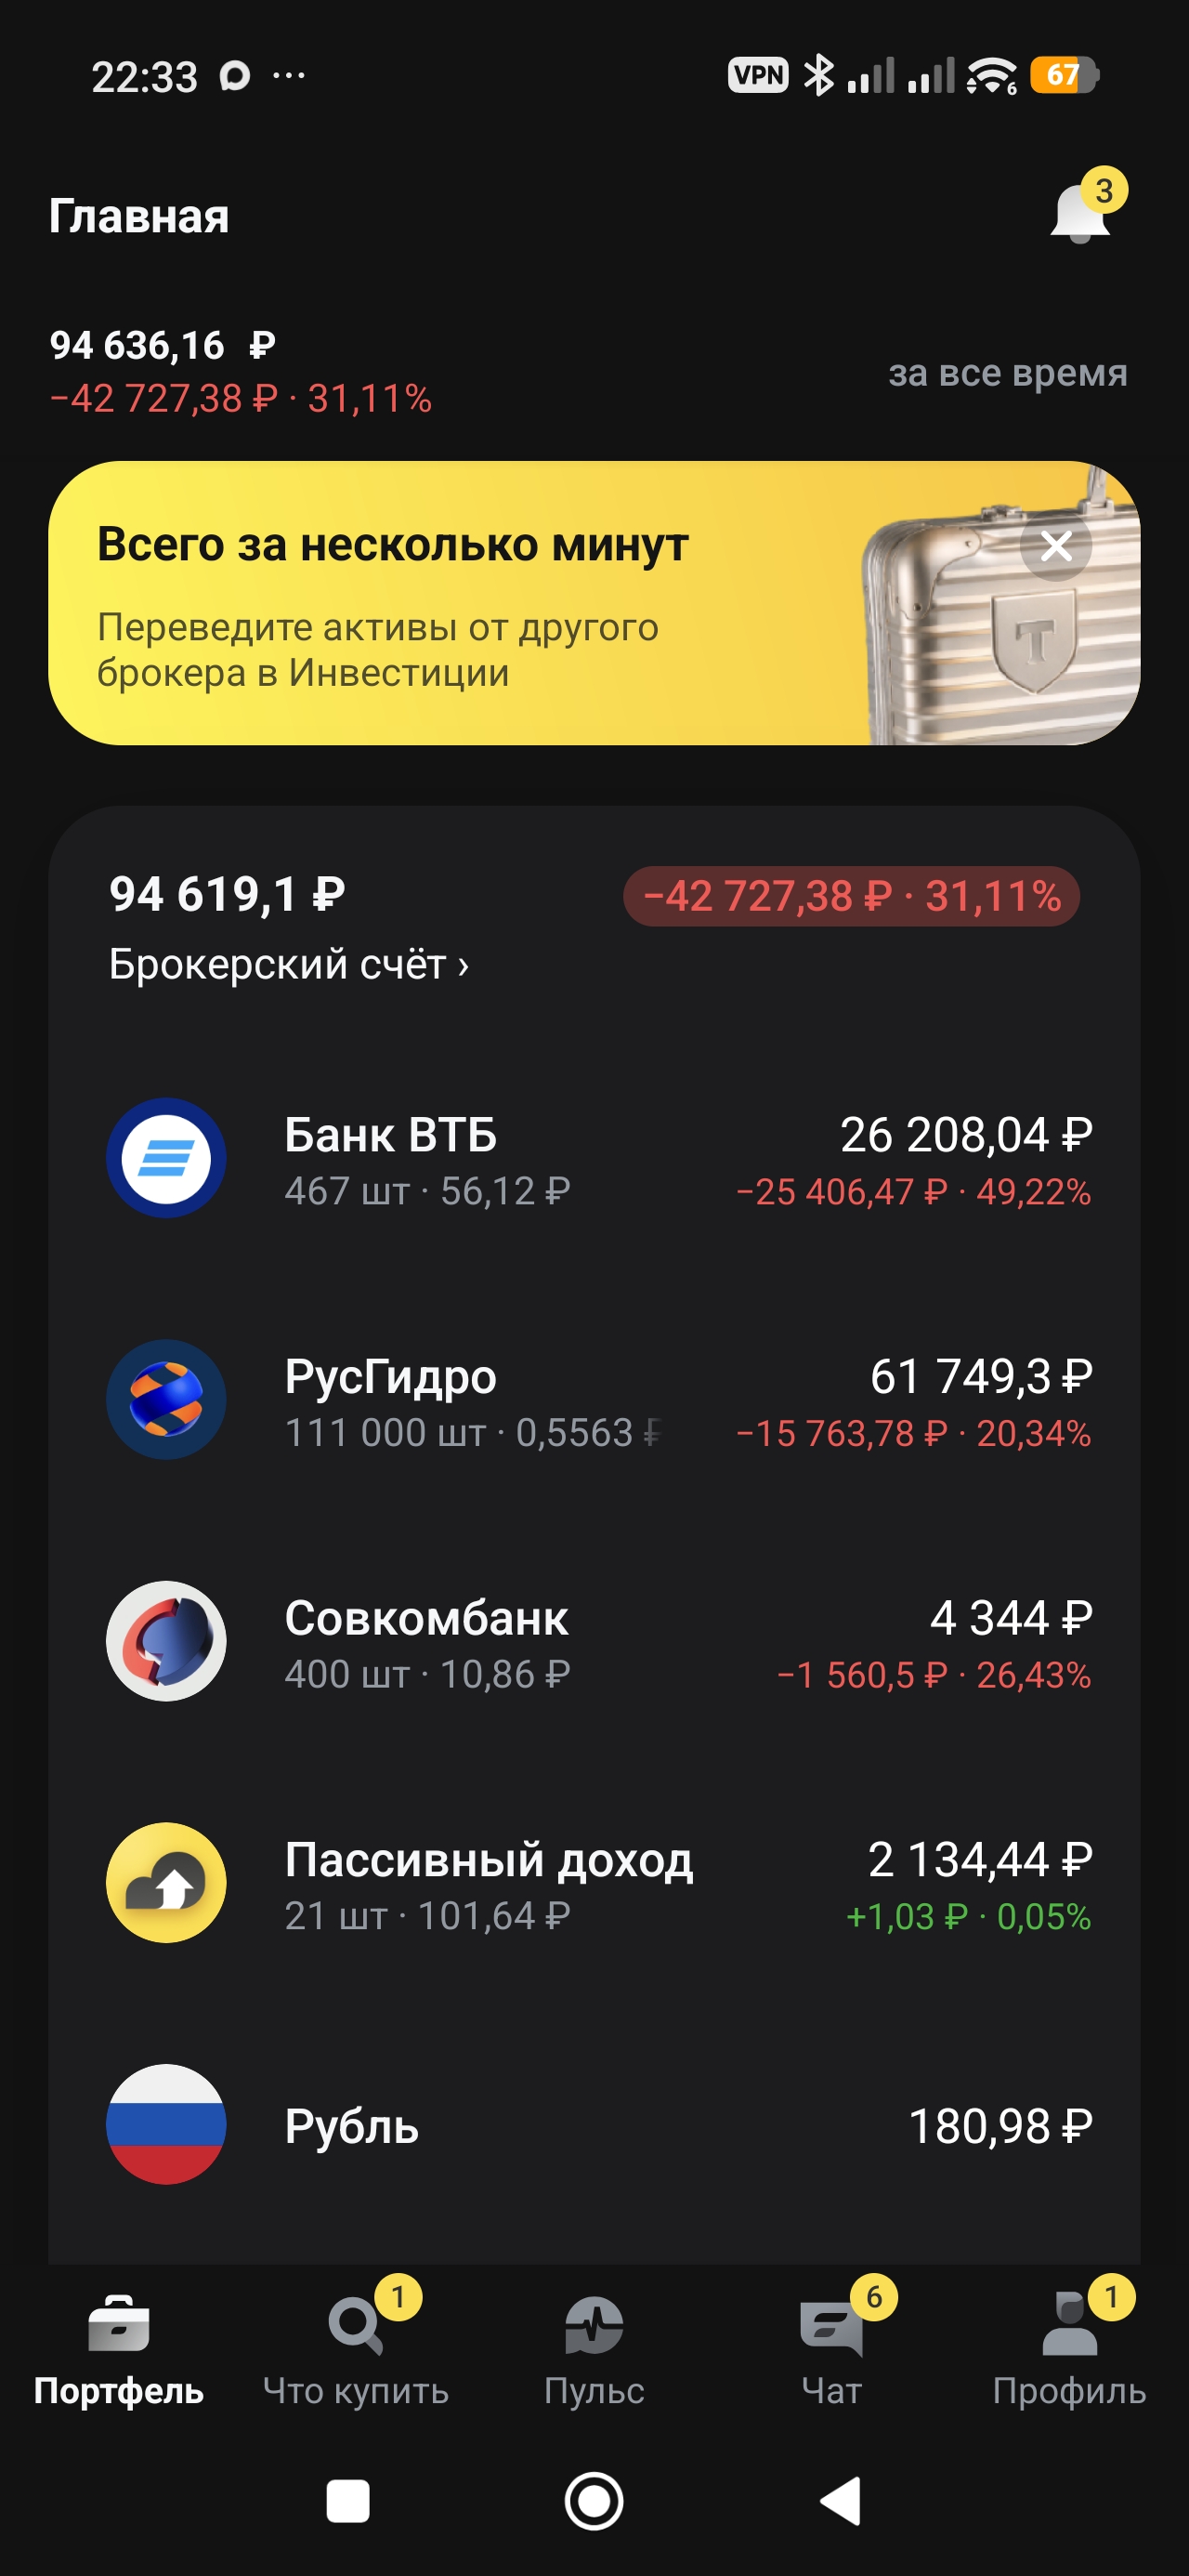 22:33 ... VPN 6 67
Главная
3
94 636,16 ₽
−42 727,38 ₽ · 31,11%
за все время
Всего за несколько минут
Переведите активы от другого
брокера в Инвестиции
T
94 619,1 ₽
−42 727,38 ₽ · 31,11%
Брокерский счёт ›
Банк ВТБ
26 208,04 ₽
467 шт · 56,12 ₽
−25 406,47 ₽ · 49,22%
РусГидро
61 749,3 ₽
111 000 шт · 0,5563 ₽
−15 763,78 ₽ · 20,34%
Совкомбанк
4 344 ₽
400 шт · 10,86 ₽
−1 560,5 ₽ · 26,43%
Пассивный доход
2 134,44 ₽
21 шт · 101,64 ₽
+1,03 ₽ · 0,05%
Рубль
180,98 ₽
1
6
1
Портфель
Что купить
Пульс
Чат
Профиль